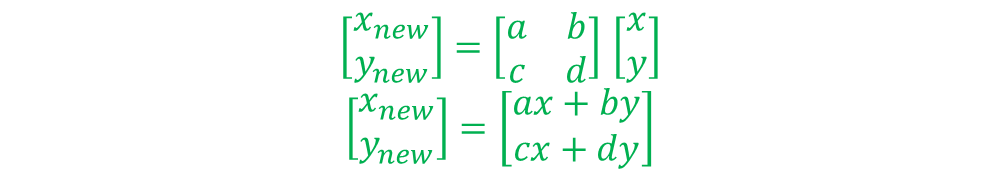 [x_new y_new] = [a b c d] [x y]
[x_new y_new] = [ax + by cx + dy]